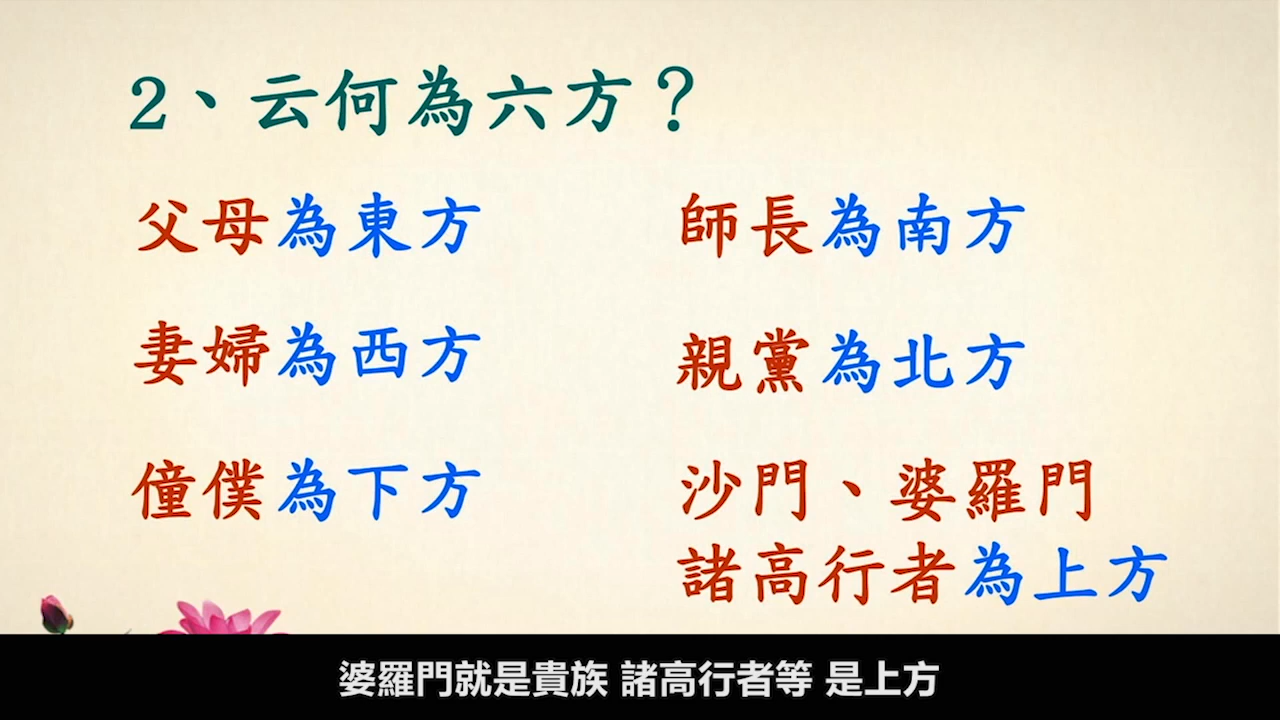 2、云何為六方？
父母為東方
師長為南方
妻婦為西方
親黨為北方
僮僕為下方
沙門、婆羅門
諸高行者為上方
婆羅門就是貴族 諸高行者等 是上方